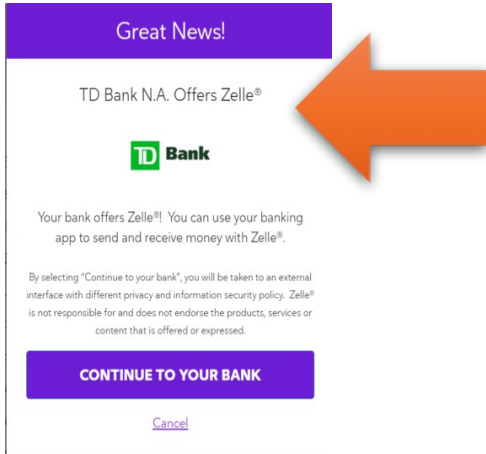 Great News!
TD Bank N.A. Offers Zelle®
TD Bank
Your bank offers Zelle®! You can use your banking
app to send and receive money with Zelle®.
By selecting "Continue to your bank", you will be taken to an external
interface with different privacy and information security policy. Zelle®
is not responsible for and does not endorse the products, services or
content that is offered or expressed.
CONTINUE TO YOUR BANK
Cancel